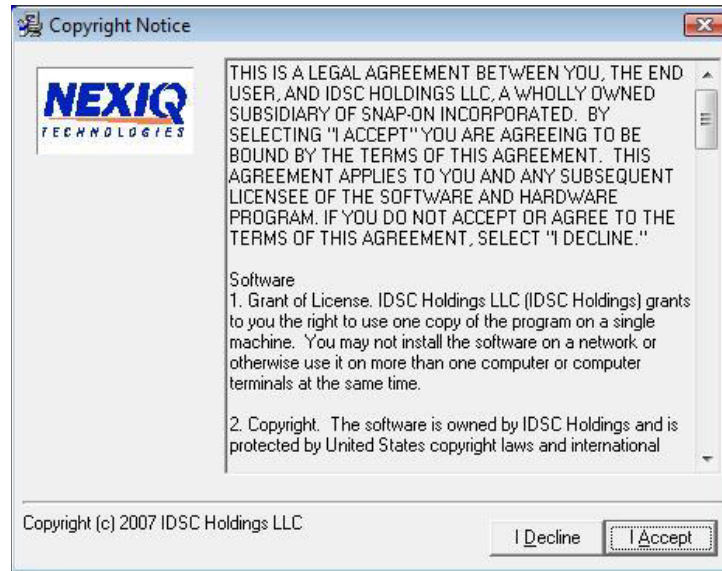 Copyright Notice
NEXIQ
TECHNOLOGIES
THIS IS A LEGAL AGREEMENT BETWEEN YOU, THE END
USER, AND IDSC HOLDINGS LLC, A WHOLLY OWNED
SUBSIDIARY OF SNAP-ON INCORPORATED. BY
SELECTING "I ACCEPT" YOU ARE AGREEING TO BE
BOUND BY THE TERMS OF THIS AGREEMENT. THIS
AGREEMENT APPLIES TO YOU AND ANY SUBSEQUENT
LICENSEE OF THE SOFTWARE AND HARDWARE
PROGRAM. IF YOU DO NOT ACCEPT OR AGREE TO THE
TERMS OF THIS AGREEMENT, SELECT "I DECLINE."
Software
1. Grant of License. IDSC Holdings LLC (IDSC Holdings) grants
to you the right to use one copy of the program on a single
machine. You may not install the software on a network or
otherwise use it on more than one computer or computer
terminals at the same time.
2. Copyright. The software is owned by IDSC Holdings and is
protected by United States copyright laws and international
Copyright (c) 2007 IDSC Holdings LLC
I Decline
I Accept